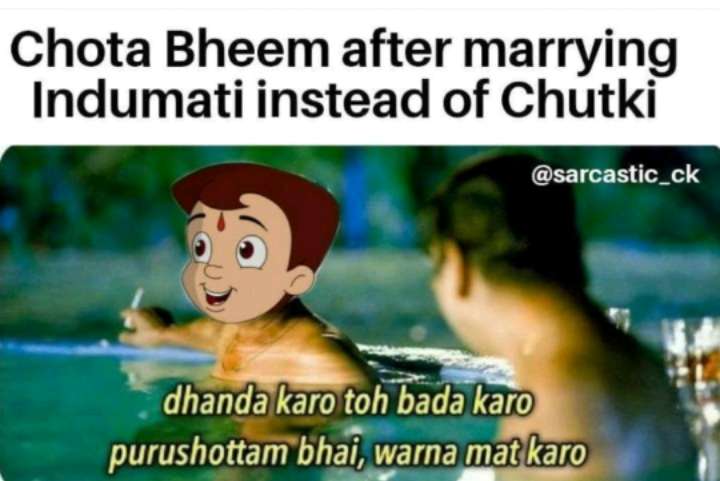 Chota Bheem after marrying
Indumati instead of Chutki
@sarcastic_ck
dhanda karo toh bada karo
purushottam bhai, warna mat karo